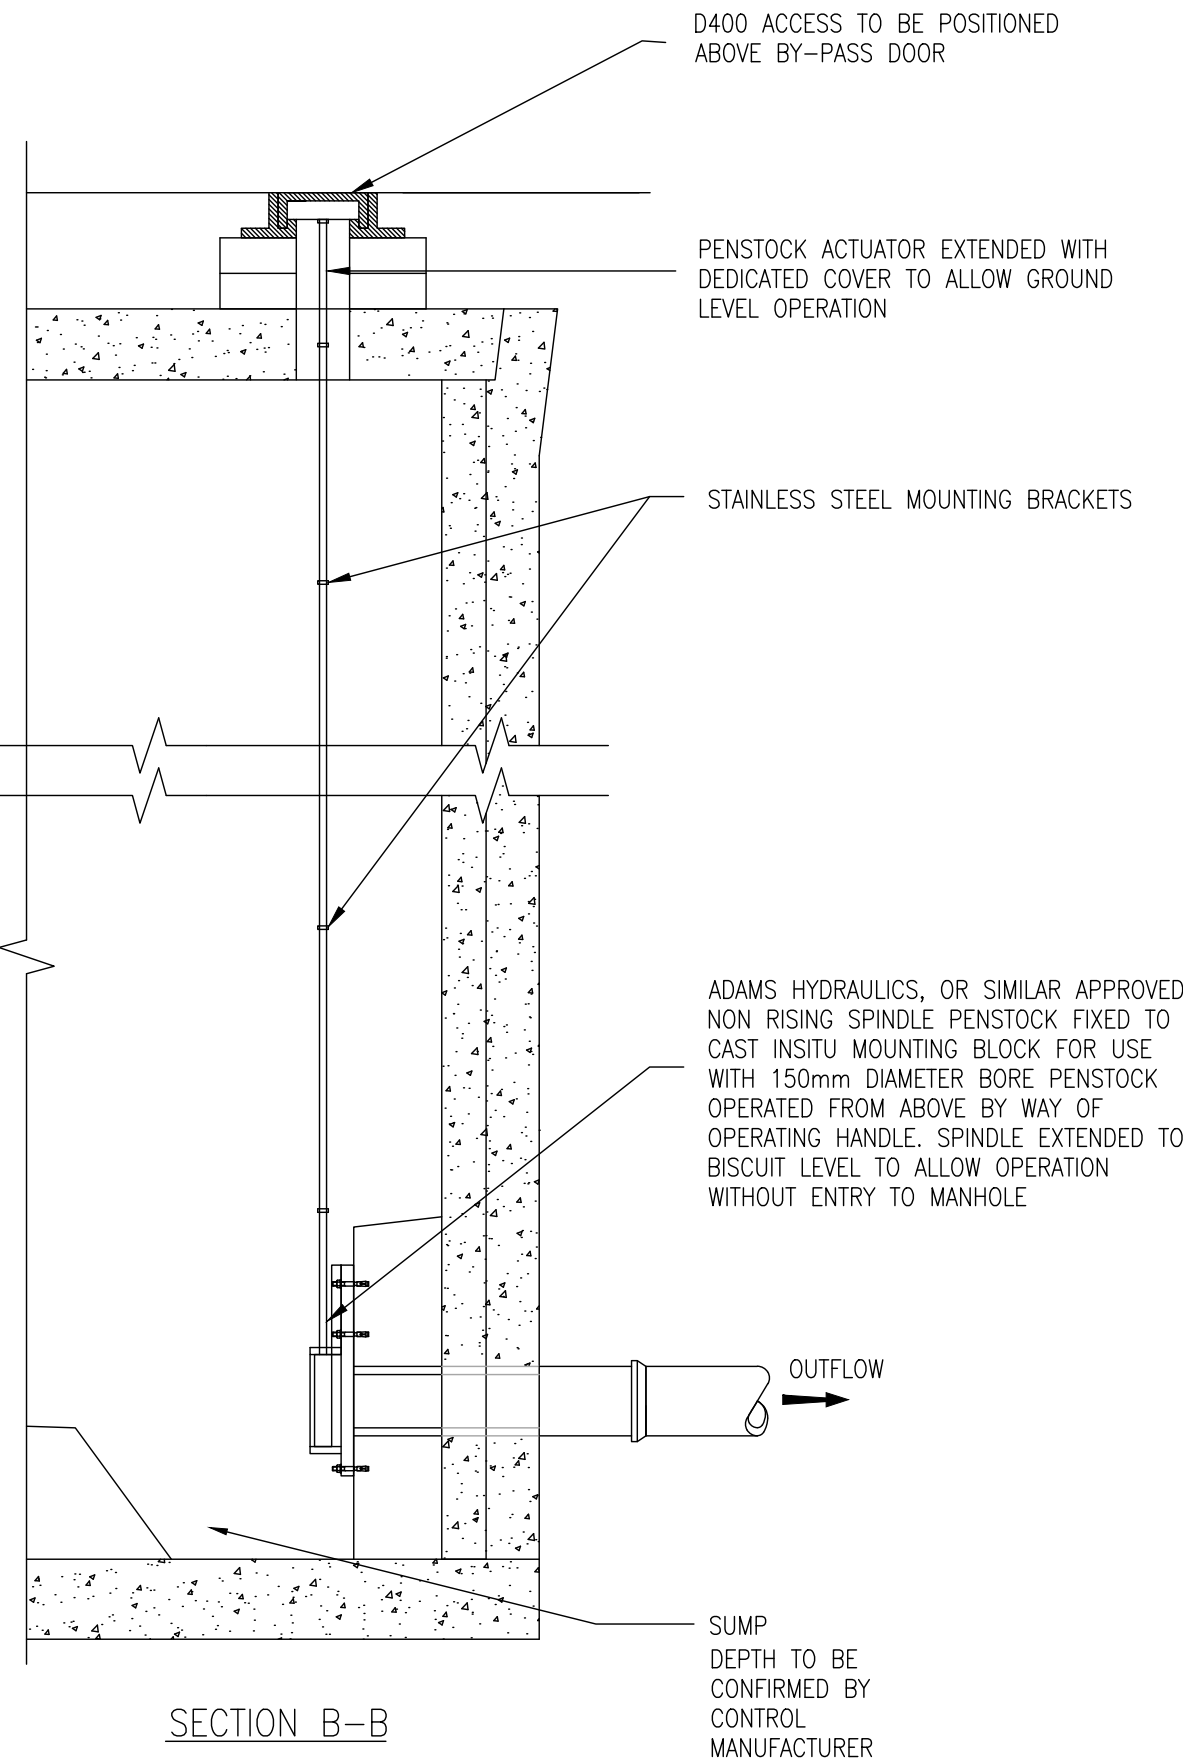 D400 ACCESS TO BE POSITIONED
ABOVE BY-PASS DOOR
PENSTOCK ACTUATOR EXTENDED WITH
DEDICATED COVER TO ALLOW GROUND
LEVEL OPERATION
STAINLESS STEEL MOUNTING BRACKETS
ADAMS HYDRAULICS, OR SIMILAR APPROVED
NON RISING SPINDLE PENSTOCK FIXED TO
CAST INSITU MOUNTING BLOCK FOR USE
WITH 150mm DIAMETER BORE PENSTOCK
OPERATED FROM ABOVE BY WAY OF
OPERATING HANDLE. SPINDLE EXTENDED TO
BISCUIT LEVEL TO ALLOW OPERATION
WITHOUT ENTRY TO MANHOLE
OUTFLOW
SUMP
DEPTH TO BE
CONFIRMED BY
CONTROL
MANUFACTURER
SECTION B-B